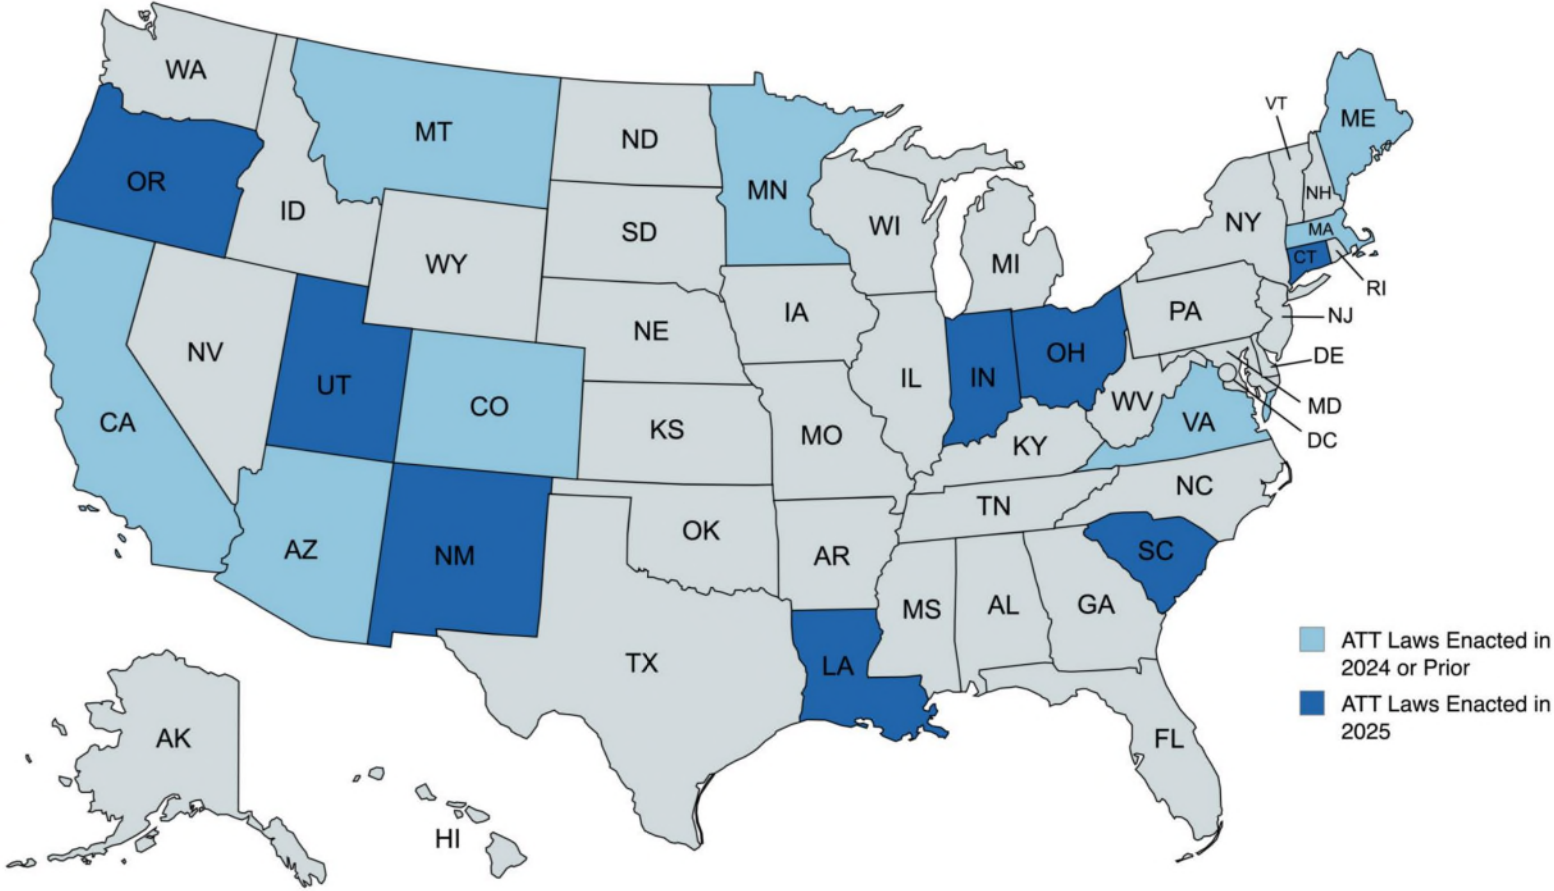 WA
OR
CA
NV
ID
MT
WY
UT
CO
AZ
NM
ND
SD
NE
KS
OK
TX
MN
IA
MO
AR
LA
WI
IL
MI
IN
OH
KY
TN
MS
AL
GA
FL
SC
NC
VA
WV
PA
NY
VT
NH
ME
MA
CT
RI
NJ
DE
MD
DC
AK
HI
ATT Laws Enacted in
2024 or Prior
ATT Laws Enacted in
2025